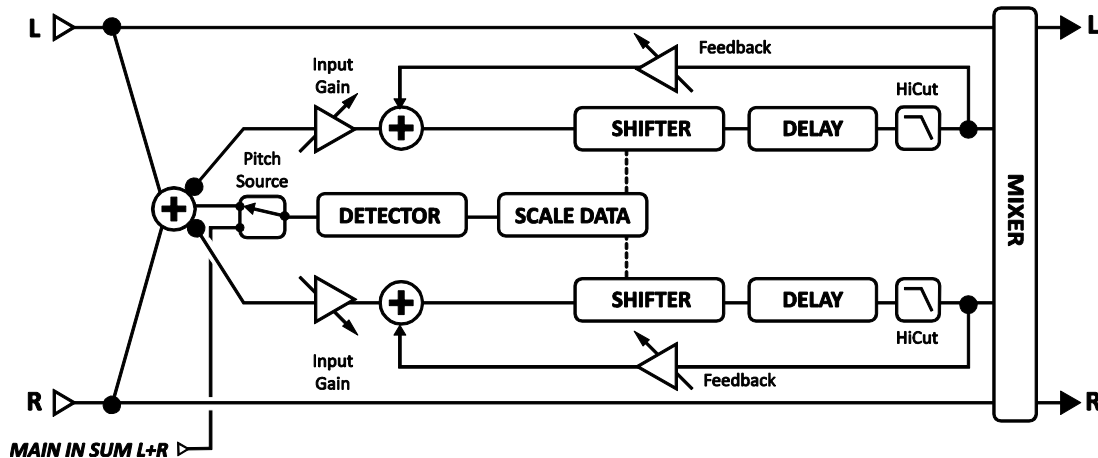 L
L
Feedback
Input
Gain
HiCut
SHIFTER
DELAY
Pitch
Source
DETECTOR
SCALE DATA
MIXER
SHIFTER
DELAY
HiCut
Input
Gain
Feedback
R
R
MAIN IN SUM L+R